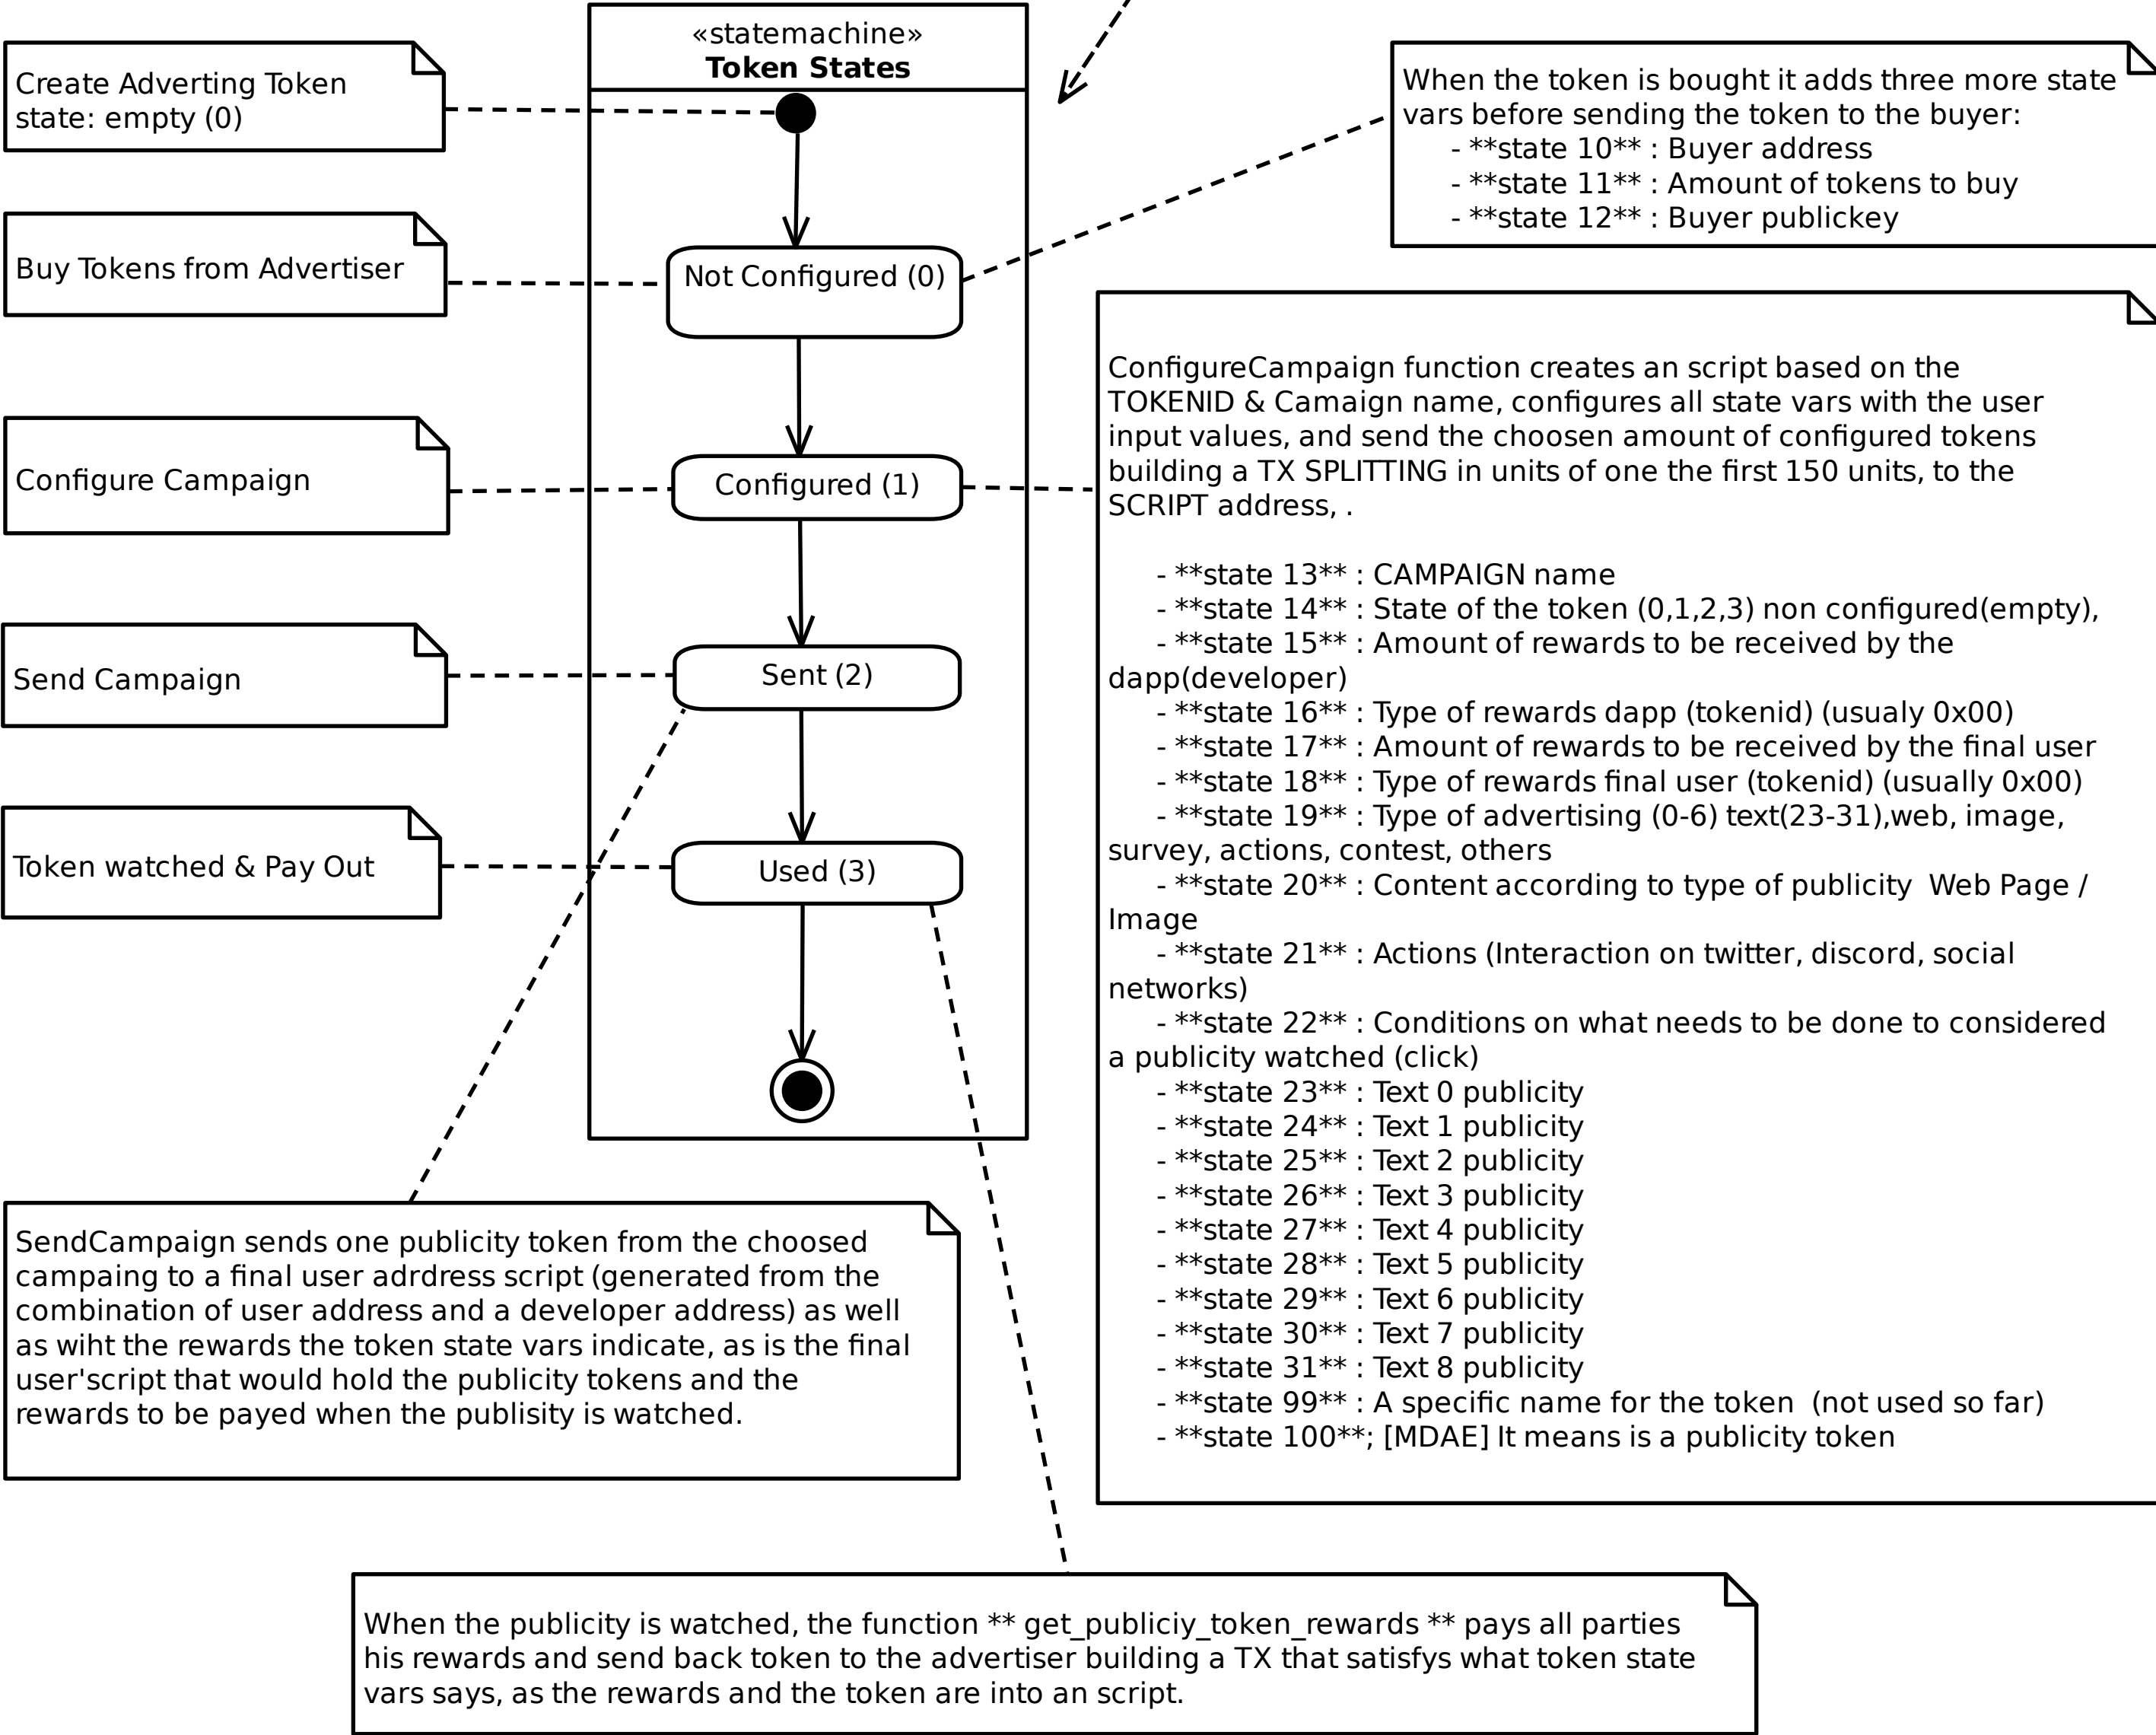 «statemachine»
Token States
Create Adverting Token
state: empty (0)
When the token is bought it adds three more state
vars before sending the token to the buyer:
- **state 10** : Buyer address
- **state 11** : Amount of tokens to buy
- **state 12** : Buyer publickey
Buy Tokens from Advertiser
Not Configured (0)
Configure Campaign
Configured (1)
ConfigureCampaign function creates an script based on the
TOKENID & Camaign name, configures all state vars with the user
input values, and send the choosen amount of configured tokens
building a TX SPLITTING in units of one the first 150 units, to the
SCRIPT address, .
- **state 13** : CAMPAIGN name
- **state 14** : State of the token (0,1,2,3) non configured(empty),
- **state 15** : Amount of rewards to be received by the
dapp(developer)
- **state 16** : Type of rewards dapp (tokenid) (usualy 0x00)
- **state 17** : Amount of rewards to be received by the final user
- **state 18** : Type of rewards final user (tokenid) (usually 0x00)
- **state 19** : Type of advertising (0-6) text(23-31),web, image,
survey, actions, contest, others
- **state 20** : Content according to type of publicity  Web Page /
Image
- **state 21** : Actions (Interaction on twitter, discord, social
networks)
- **state 22** : Conditions on what needs to be done to considered
a publicity watched (click)
- **state 23** : Text 0 publicity
- **state 24** : Text 1 publicity
- **state 25** : Text 2 publicity
- **state 26** : Text 3 publicity
- **state 27** : Text 4 publicity
- **state 28** : Text 5 publicity
- **state 29** : Text 6 publicity
- **state 30** : Text 7 publicity
- **state 31** : Text 8 publicity
- **state 99** : A specific name for the token  (not used so far)
- **state 100**; [MDAE] It means is a publicity token
Send Campaign
Sent (2)
Token watched & Pay Out
Used (3)
SendCampaign sends one publicity token from the choosed
campaing to a final user adrdress script (generated from the
combination of user address and a developer address) as well
as wiht the rewards the token state vars indicate, as is the final
user'script that would hold the publicity tokens and the
rewards to be payed when the publisity is watched.
When the publicity is watched, the function ** get_publiciy_token_rewards ** pays all parties
his rewards and send back token to the advertiser building a TX that satisfys what token state
vars says, as the rewards and the token are into an script.